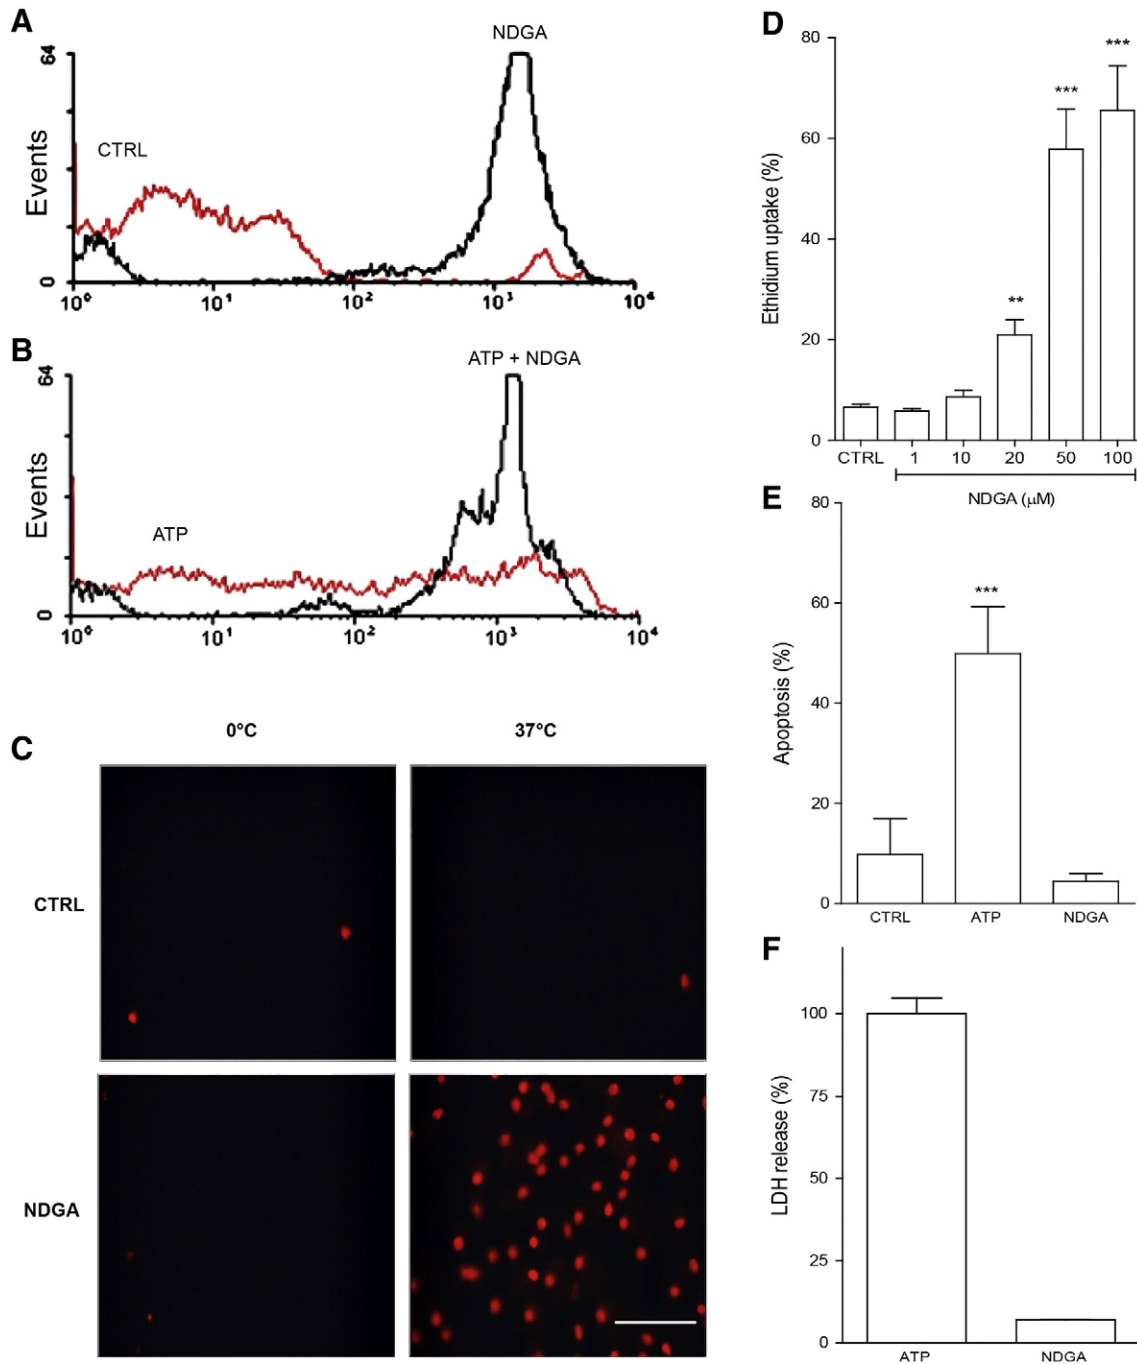 A
NDGA
64
CTRL
Events
0
10⁰ 10¹ 10² 10³ 10⁴
B
ATP + NDGA
64
ATP
Events
0
10⁰ 10¹ 10² 10³ 10⁴
C
0°C 37°C
CTRL
NDGA
D
80
60
40
20
0
Ethidium uptake (%)
**
***
***
CTRL 1 10 20 50 100
NDGA (µM)
E
80
60
40
20
0
Apoptosis (%)
***
CTRL ATP NDGA
F
100
75
50
25
0
LDH release (%)
ATP NDGA